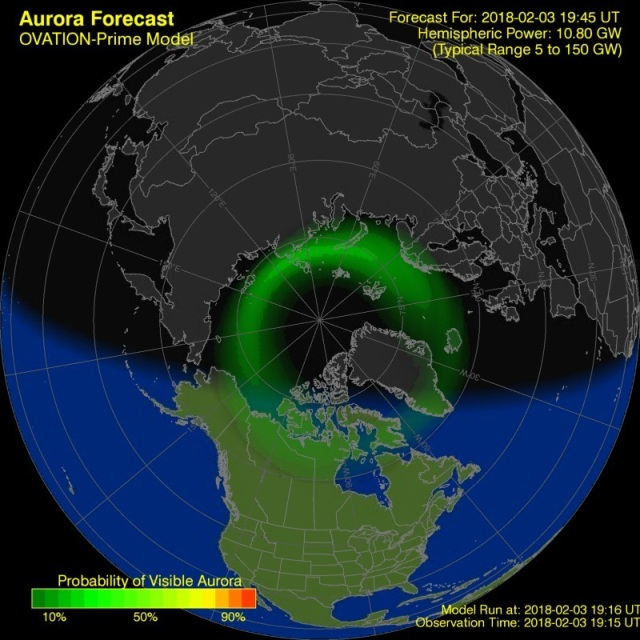 Aurora Forecast
OVATION-Prime Model
Forecast For: 2018-02-03 19:45 UT
Hemispheric Power: 10.80 GW
(Typical Range 5 to 150 GW)
Probability of Visible Aurora
10% 50% 90%
Model Run at: 2018-02-03 19:16 UT
Observation Time: 2018-02-03 19:15 UT